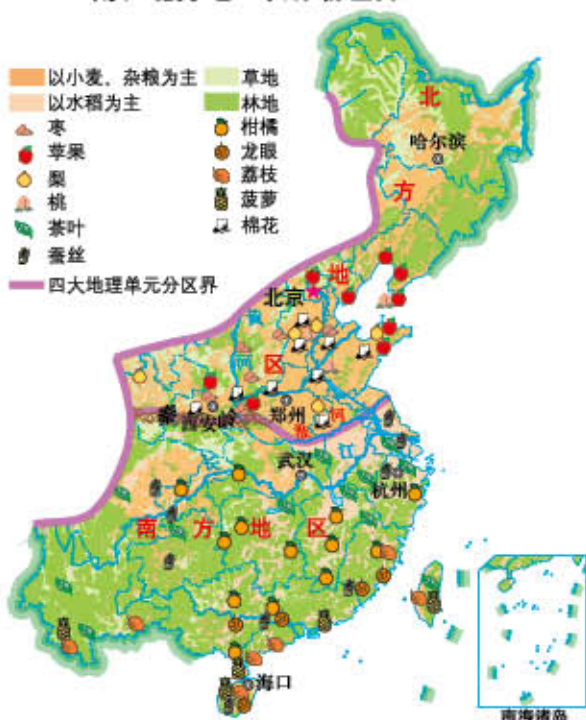 以小麦、杂粮为主
草地
以水稻为主
林地
枣
柑橘
苹果
龙眼
梨
荔枝
桃
菠萝
茶叶
棉花
蚕丝
四大地理单元分区界
北
方
地
区
哈尔滨
北京
黄
河
秦
西安
岭
郑州
淮
河
武汉
杭州
南方地区
海口
南海诸岛